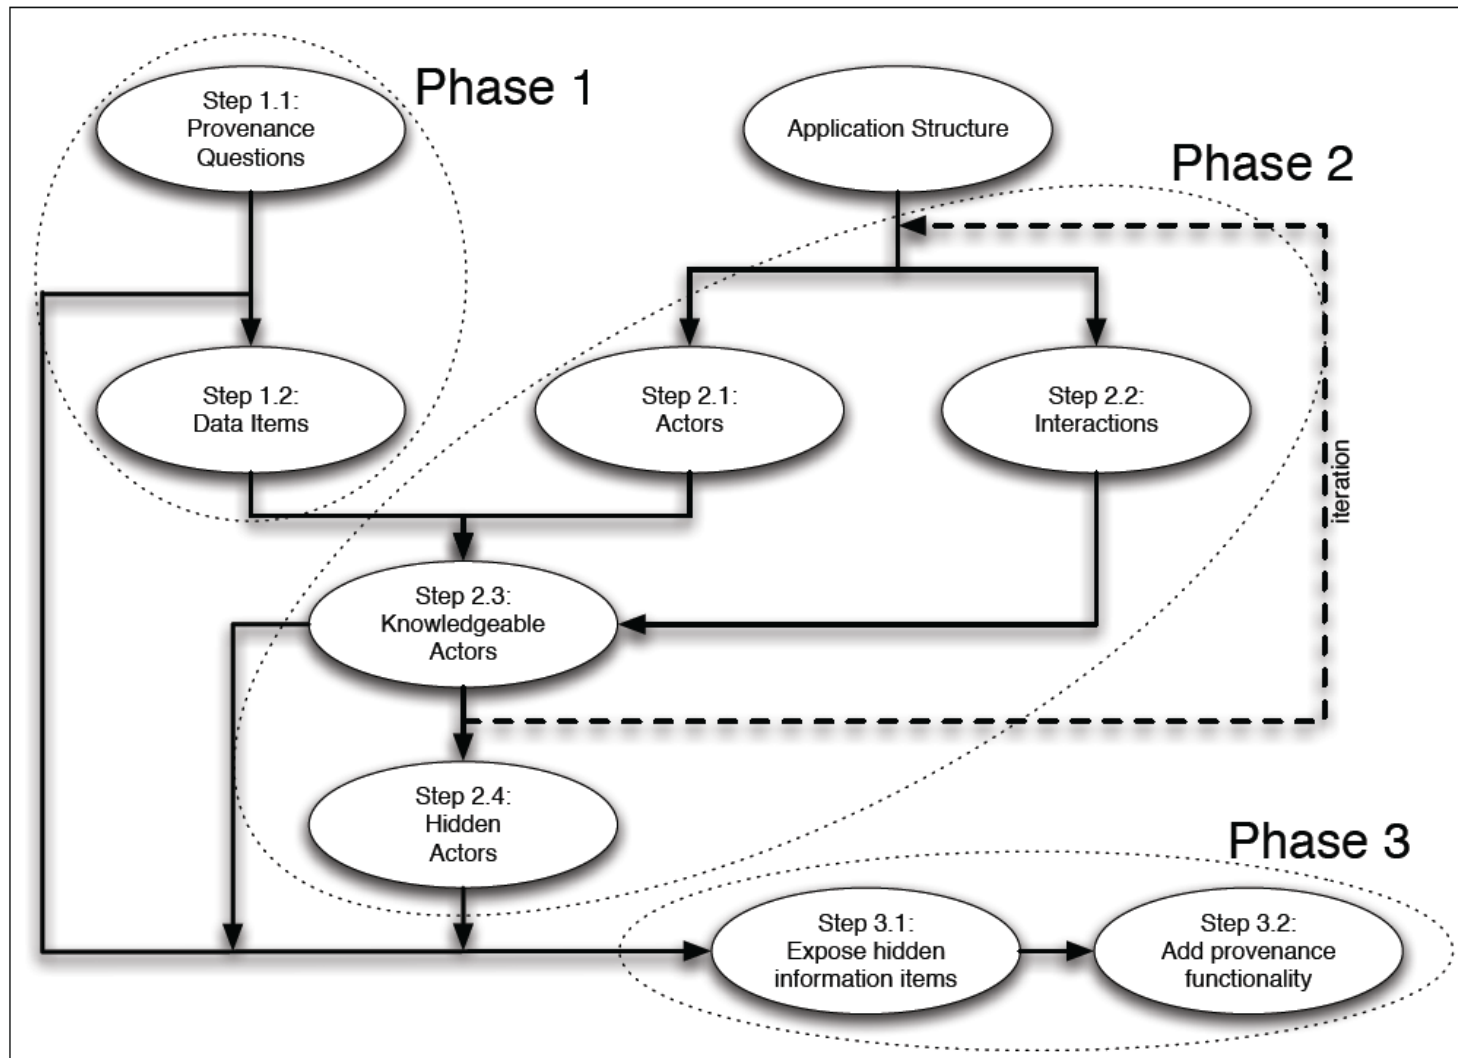 Phase 1
Step 1.1:
Provenance
Questions
Application Structure
Phase 2
Step 1.2:
Data Items
Step 2.1:
Actors
Step 2.2:
Interactions
iteration
Step 2.3:
Knowledgeable
Actors
Step 2.4:
Hidden
Actors
Phase 3
Step 3.1:
Expose hidden
information items
Step 3.2:
Add provenance
functionality